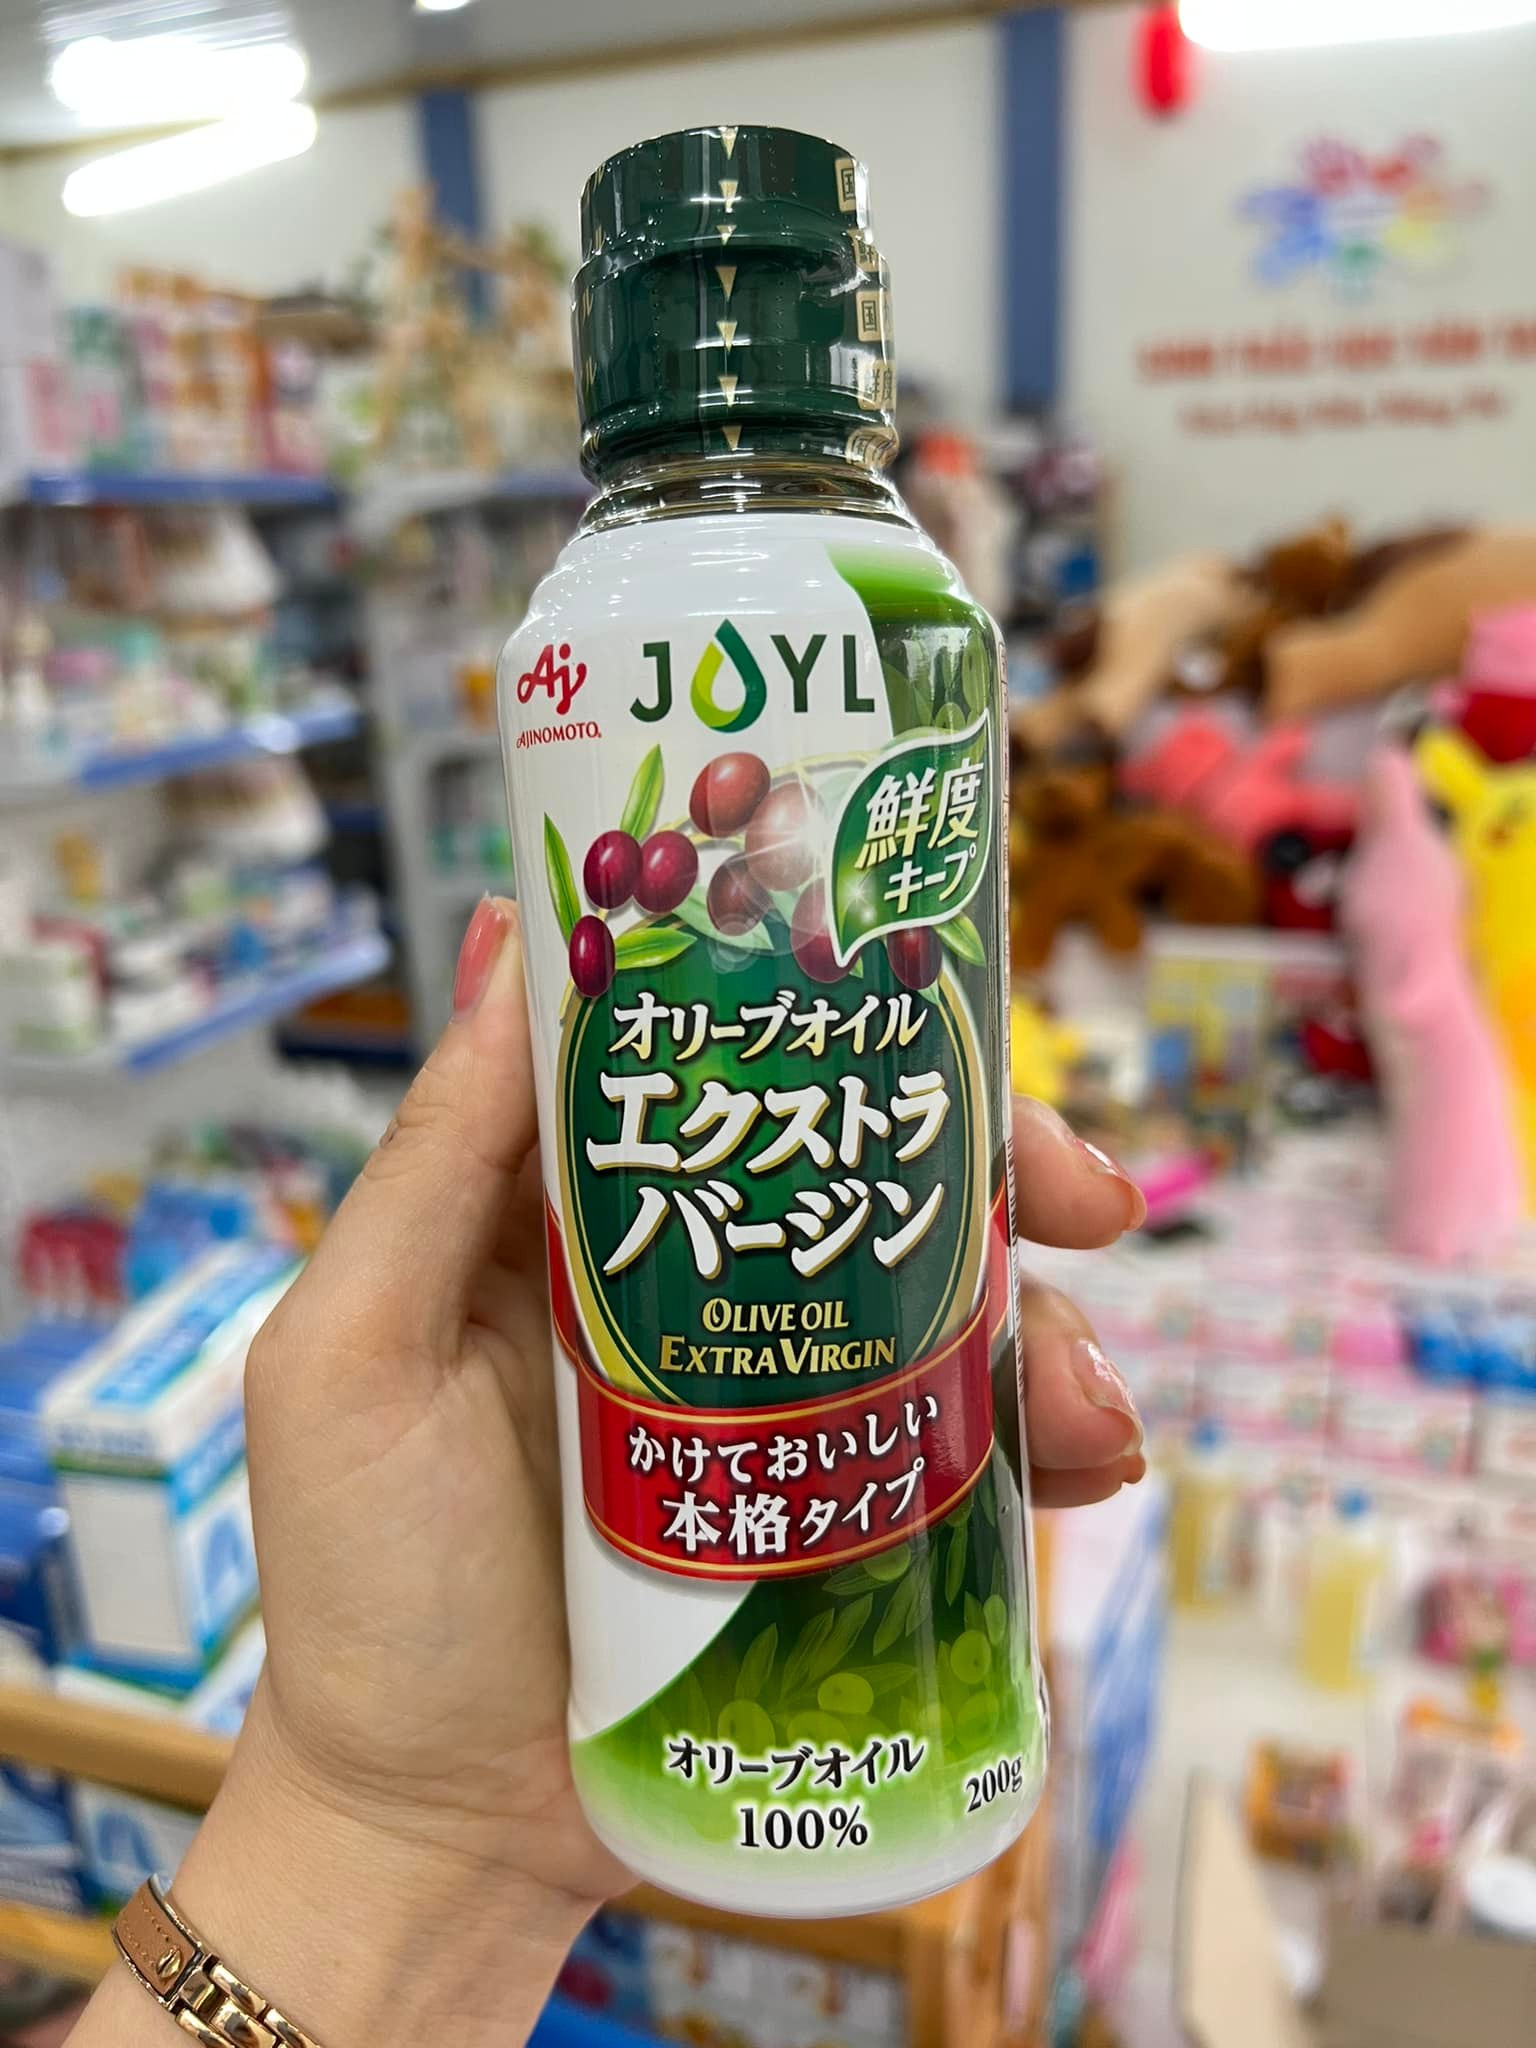 Aj
AJINOMOTO®
JOYL
鮮度
キープ
オリーブオイル
エクストラ
バージン
OLIVE OIL
EXTRA VIRGIN
かけておいしい
本格タイプ
オリーブオイル
100%
200g